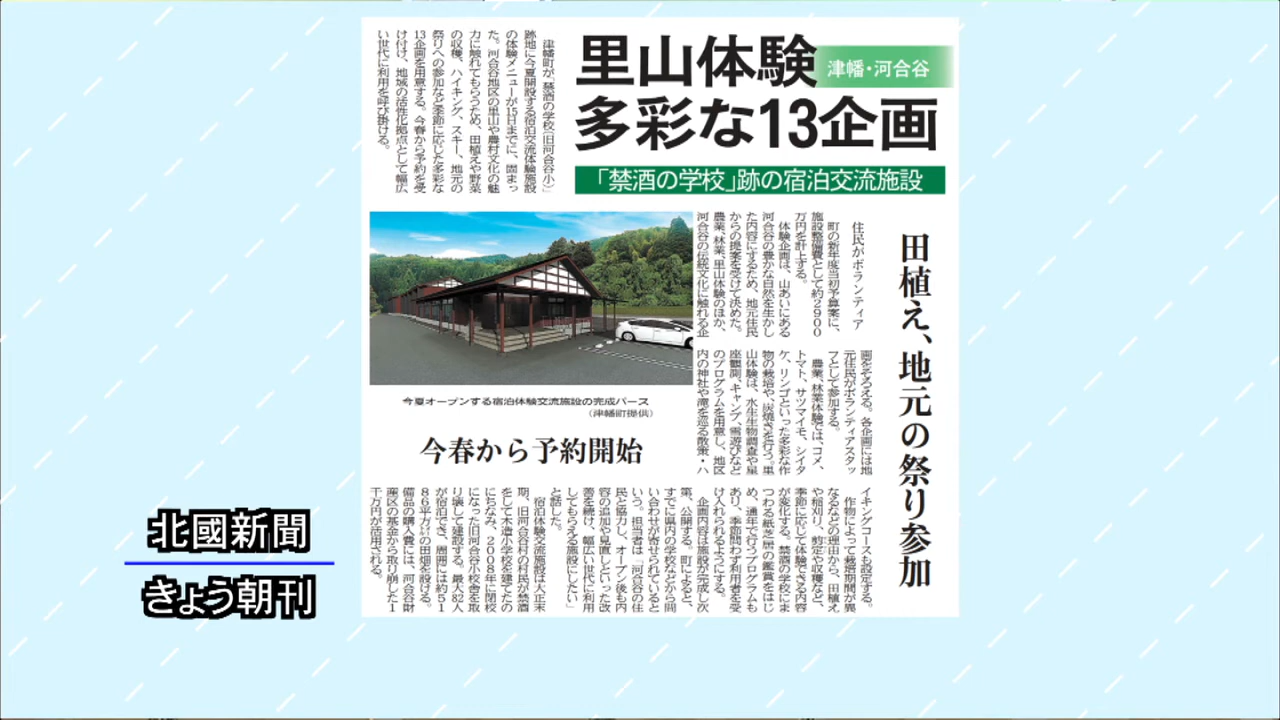 里山体験
津幡・河合谷
多彩な13企画
「禁酒の学校」跡の宿泊交流施設
津幡町が「禁酒の学校(旧河合谷小)」
跡地に今夏開設する宿泊交流体験施設
の体験メニューが15日までに、固まっ
た。河合谷地区の里山や農村文化の魅
力に触れてもらうため、田植えや野菜
の収穫、ハイキング、スキー、地元の
祭りへの参加など季節に応じた多彩な
13企画を用意する。今春から予約を受
け付け、地域の活性化拠点として幅広
い世代に利用を呼び掛ける。
田植え、地元の祭り参加
住民がボランティア
町の新年度当初予算案に、
施設整備費として約2900
万円を計上する。
体験企画は、山あいにある
河合谷の豊かな自然を生かし
た内容にするため、地元住民
からの提案を受けて決めた。
農業、林業、里山体験のほか、
河合谷の伝統文化に触れる企
画をそろえる。各企画には地
元住民がボランティアスタッ
フとして参加する。
農業、林業体験では、コメ、
トマト、サツマイモ、シイタ
ケ、リンゴといった多彩な作
物の栽培や、炭焼きを行う。里
山体験は、水生生物調査や星
座観測、キャンプ、雪遊びなど
のプログラムを用意し、地区
内の神社や滝を巡る散策・ハ
イキングコースも設定する。
作物によって栽培期間が異
なるなどの理由から、田植え
や稲刈り、剪定や収穫など、
季節に応じて体験できる内容
が変化する。禁酒の学校にま
つわる紙芝居の鑑賞をはじ
め、通年で行うプログラムも
あり、季節問わず利用者を受
け入れられるようにする。
企画内容は施設が完成し次
第、公開する。町によると、
すでに県内の学校などから問
い合わせが寄せられていると
いう。担当者は「河合谷の住
民と協力し、オープン後も内
容の追加や見直しといった改
善を続け、幅広い世代に利用
してもらえる施設にしたい」
と話した。
宿泊体験交流施設は大正末
期、旧河合谷村の村民が禁酒
をして木造小学校を建てたの
にちなみ、2008年に閉校
になった旧河合谷小校舎を取
り壊して建設する。最大32人
が宿泊でき、周囲には約51
86平方㍍の田畑を設ける。
備品の購入費には、河合谷財
産区の基金から取り崩した1
千万円が活用される。
今夏オープンする宿泊体験交流施設の完成パース
(津幡町提供)
今春から予約開始
北國新聞
きょう朝刊